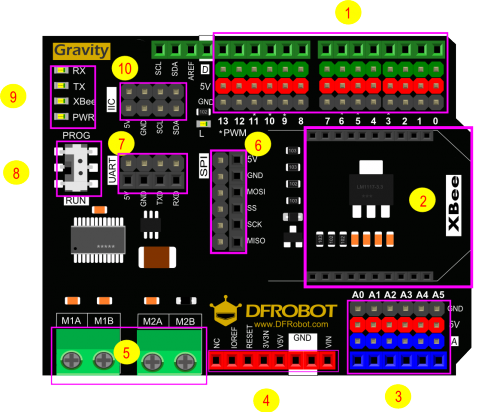 1
Gravity
SCL
SDA
AREF
D
5V
GND
13 12 11 10 9 8 7 6 5 4 3 2 1 0
*PWM
L
9
RX
TX
XBee
PWR
10
IIC
5V
GND
SCL
SDA
PROG
8
RUN
7
UART
5V
GND
TXD
RXD
6
SPI
5V
GND
MOSI
SS
SCK
MISO
2
XBee
A0 A1 A2 A3 A4 A5
GND
5V
A
M1A M1B M2A M2B
5
DFROBOT
www.DFRobot.com
NC
IOREF
RESET
3V3N
V5V
GND
VIN
4
3